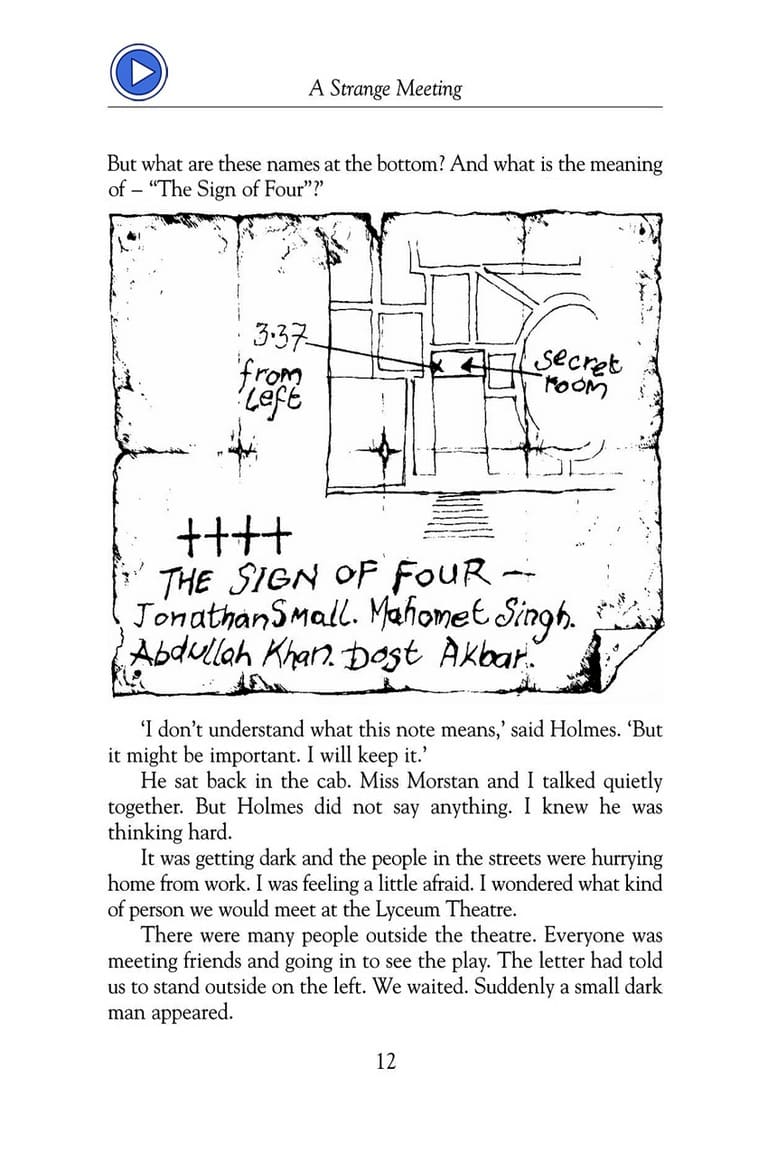 A Strange Meeting
But what are these names at the bottom? And what is the meaning
of – “The Sign of Four”?’
3·37
from
Left
secret
room
THE SIGN OF FOUR –
Jonathan Small. Mahomet Singh.
Abdullah Khan. Dost Akbar.
‘I don’t understand what this note means,’ said Holmes. ‘But
it might be important. I will keep it.’
He sat back in the cab. Miss Morstan and I talked quietly
together. But Holmes did not say anything. I knew he was
thinking hard.
It was getting dark and the people in the streets were hurrying
home from work. I was feeling a little afraid. I wondered what kind
of person we would meet at the Lyceum Theatre.
There were many people outside the theatre. Everyone was
meeting friends and going in to see the play. The letter had told
us to stand outside on the left. We waited. Suddenly a small dark
man appeared.
12